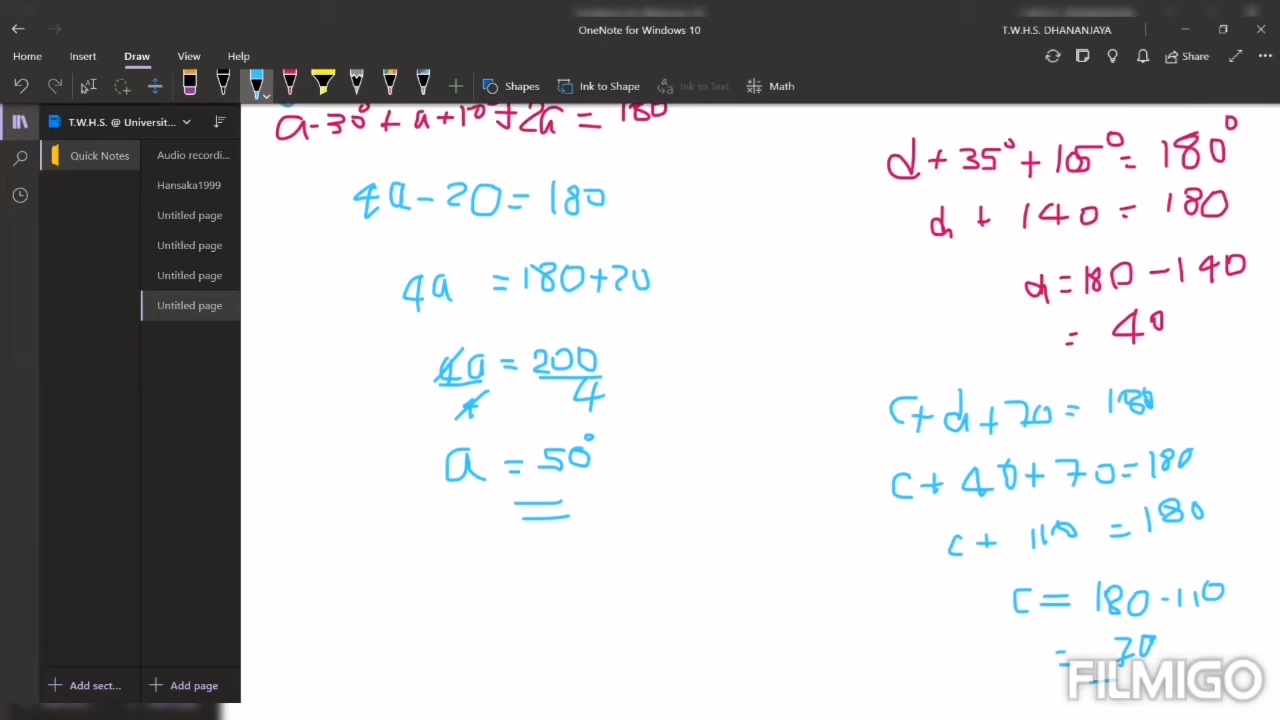 OneNote for Windows 10
T.W.H.S. DHANANJAYA
Home Insert Draw View Help
Share
Shapes Ink to Shape Ink to Text Math
T.W.H.S. @ Universit...
Quick Notes
Audio recordi...
Hansaka1999
Untitled page
Untitled page
Untitled page
Untitled page
Add sect...
Add page
a-30°+a+10°+2a = 180
4a-20=180
4a =180+20
4a/4 = 200/4
a = 50°
d+35°+105°=180°
d + 140 = 180
d=180-140
= 40
c+d+70=180
c+40+70=180
c+ 110 =180
c= 180-110
= 70
FILMIGO